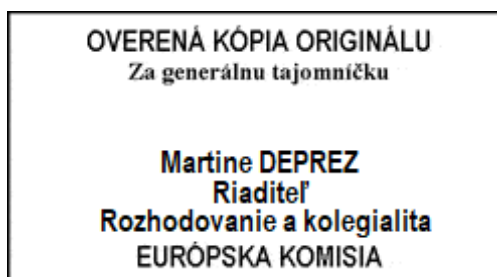 OVERENÁ KÓPIA ORIGINÁLU
Za generálnu tajomníčku
Martine DEPREZ
Riaditeľ
Rozhodovanie a kolegialita
EURÓPSKA KOMISIA